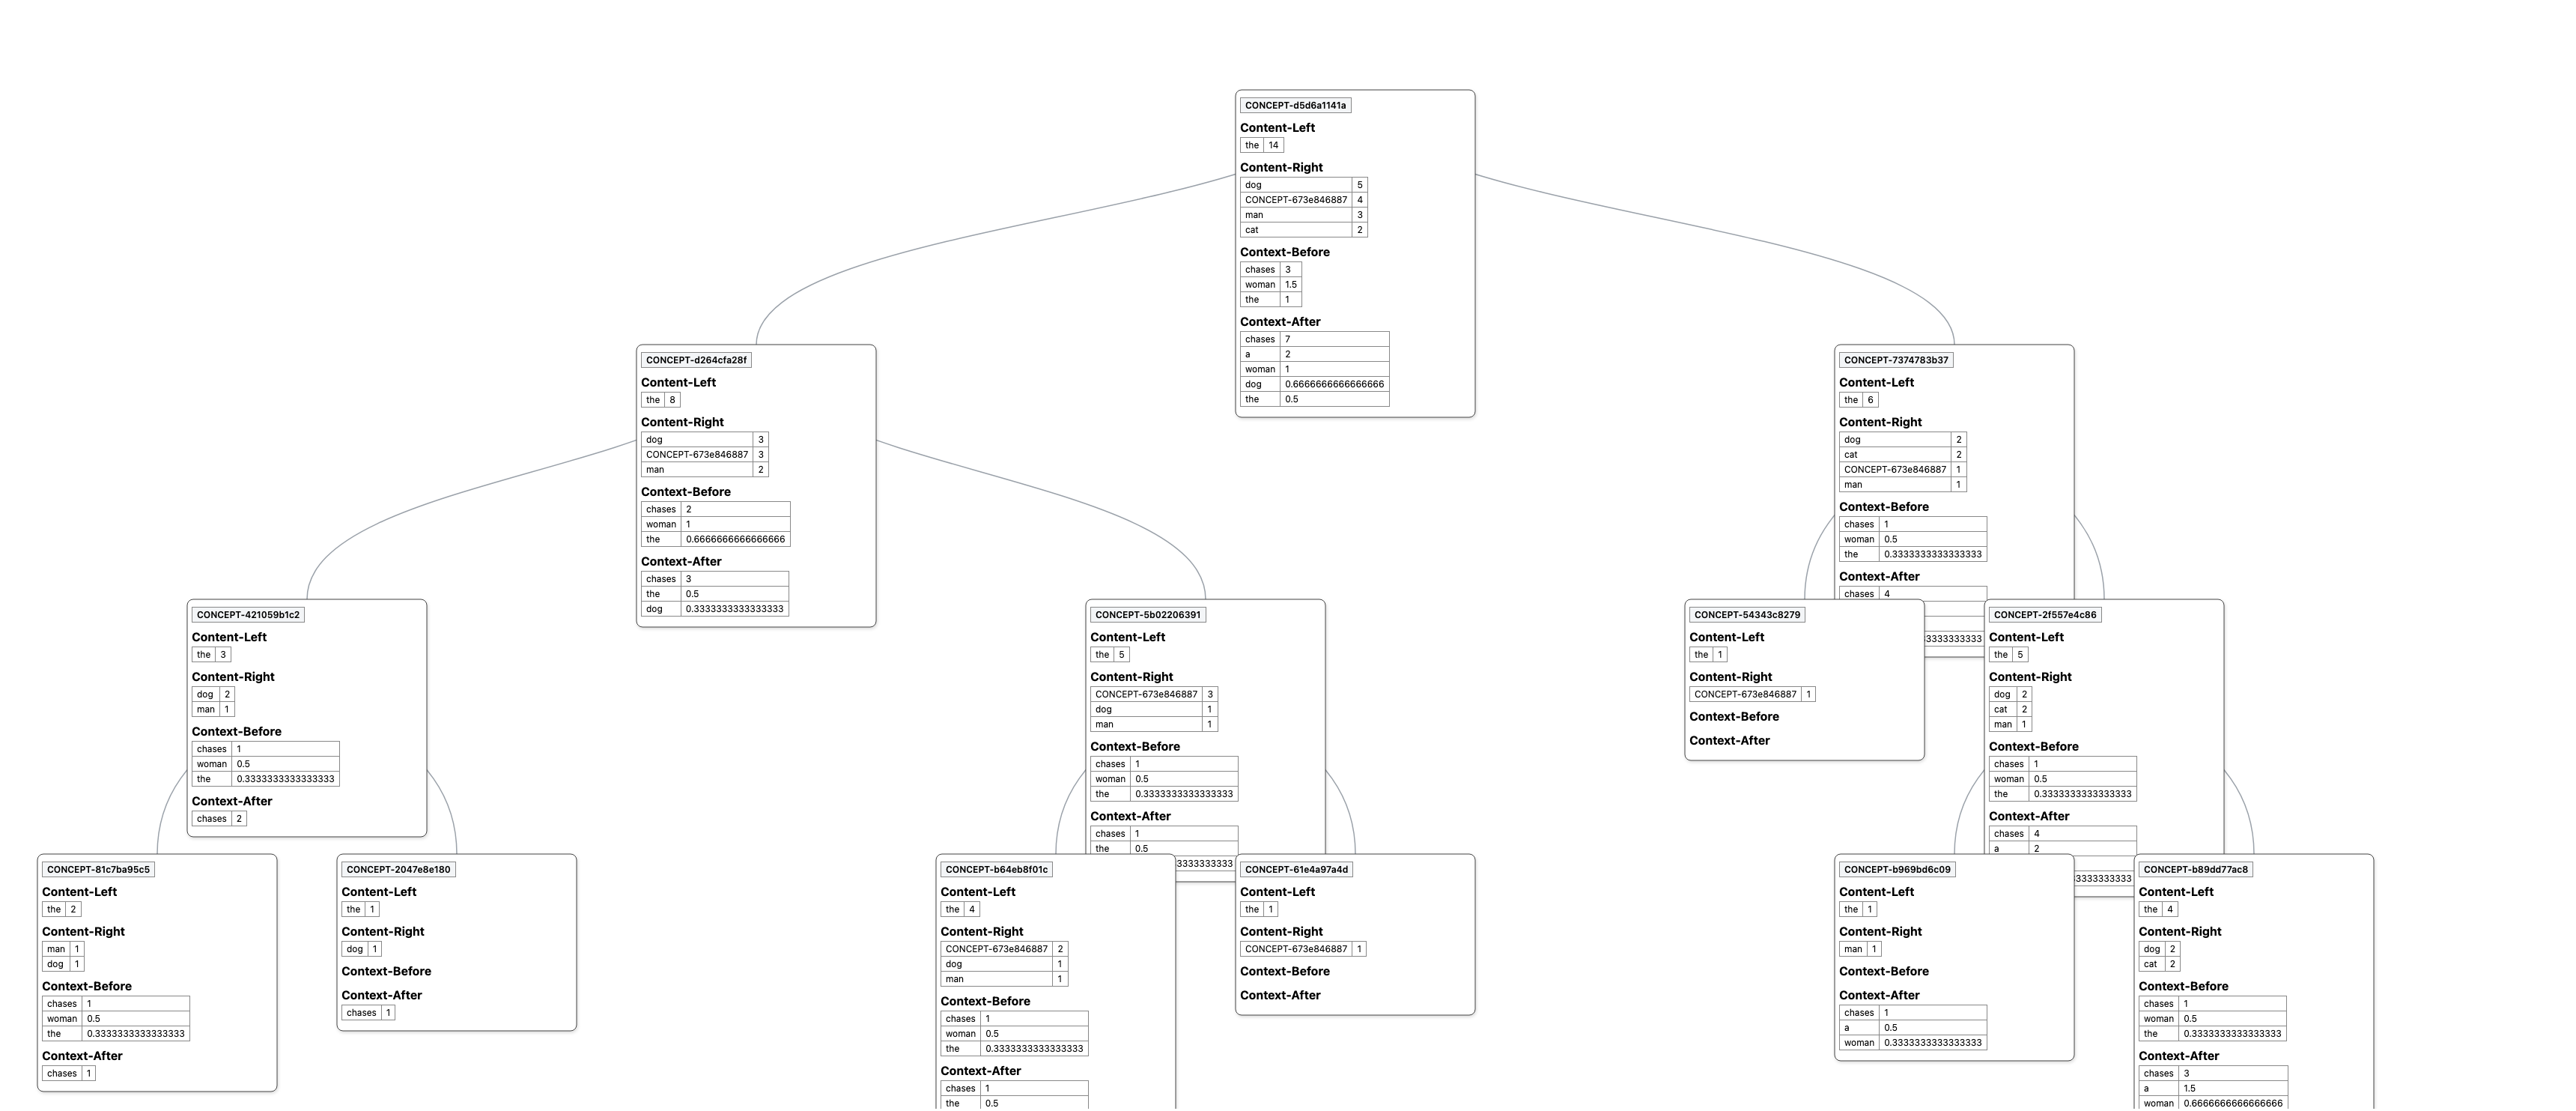 CONCEPT-d5d6a1141a
Content-Left
the 14
Content-Right
dog 5
CONCEPT-673e846887 4
man 3
cat 2
Context-Before
chases 3
woman 1.5
the 1
Context-After
chases 7
a 2
woman 1
dog 0.6666666666666666
the 0.5
CONCEPT-d264cfa28f
Content-Left
the 8
Content-Right
dog 3
CONCEPT-673e846887 3
man 2
Context-Before
chases 2
woman 1
the 0.6666666666666666
Context-After
chases 3
the 0.5
dog 0.3333333333333333
CONCEPT-7374783b37
Content-Left
the 6
Content-Right
dog 2
cat 2
CONCEPT-673e846887 1
man 1
Context-Before
chases 1
woman 0.5
the 0.3333333333333333
Context-After
chases 4
3333333333
CONCEPT-421059b1c2
Content-Left
the 3
Content-Right
dog 2
man 1
Context-Before
chases 1
woman 0.5
the 0.3333333333333333
Context-After
chases 2
CONCEPT-5b02206391
Content-Left
the 5
Content-Right
CONCEPT-673e846887 3
dog 1
man 1
Context-Before
chases 1
woman 0.5
the 0.3333333333333333
Context-After
chases 1
the 0.5
3333333333
CONCEPT-54343c8279
Content-Left
the 1
Content-Right
CONCEPT-673e846887 1
Context-Before
Context-After
CONCEPT-2f557e4c86
Content-Left
the 5
Content-Right
dog 2
cat 2
man 1
Context-Before
chases 1
woman 0.5
the 0.3333333333333333
Context-After
chases 4
a 2
3333333333
CONCEPT-81c7ba95c5
Content-Left
the 2
Content-Right
man 1
dog 1
Context-Before
chases 1
woman 0.5
the 0.3333333333333333
Context-After
chases 1
CONCEPT-2047e8e180
Content-Left
the 1
Content-Right
dog 1
Context-Before
Context-After
chases 1
CONCEPT-b64eb8f01c
Content-Left
the 4
Content-Right
CONCEPT-673e846887 2
dog 1
man 1
Context-Before
chases 1
woman 0.5
the 0.3333333333333333
Context-After
chases 1
the 0.5
CONCEPT-61e4a97a4d
Content-Left
the 1
Content-Right
CONCEPT-673e846887 1
Context-Before
Context-After
CONCEPT-b969bd6c09
Content-Left
the 1
Content-Right
man 1
Context-Before
Context-After
chases 1
a 0.5
woman 0.3333333333333333
CONCEPT-b89dd77ac8
Content-Left
the 4
Content-Right
dog 2
cat 2
Context-Before
chases 1
woman 0.5
the 0.3333333333333333
Context-After
chases 3
a 1.5
woman 0.6666666666666666